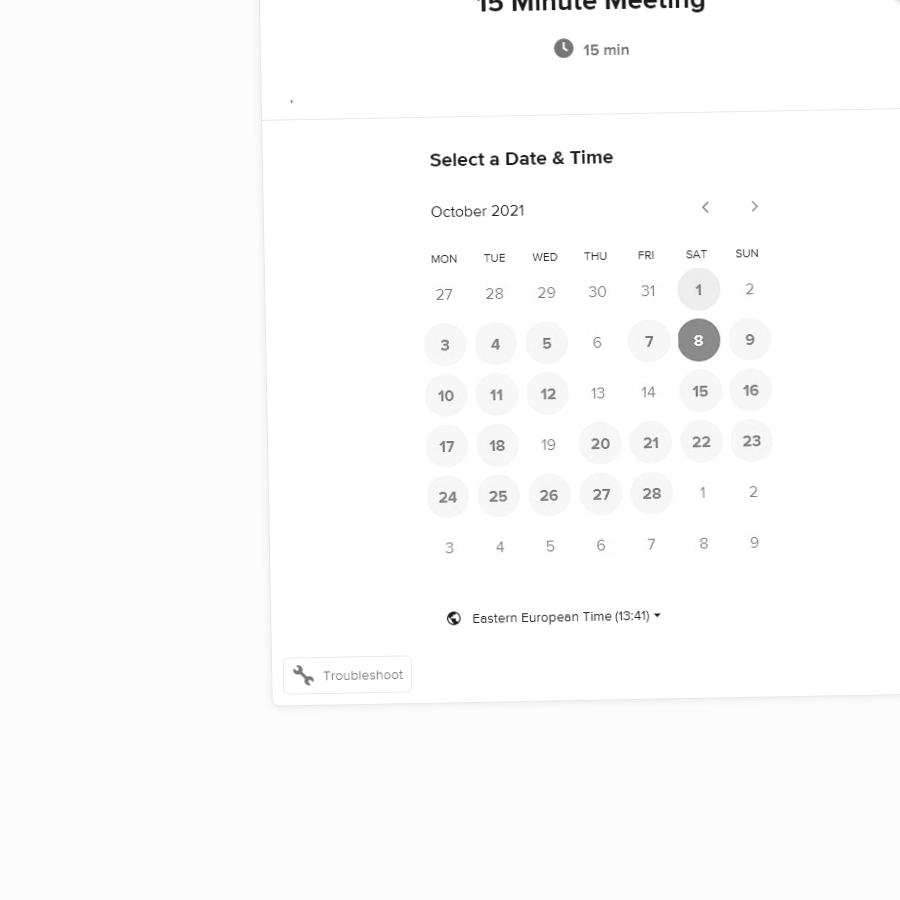 15 Minute Meeting
15 min
.
Select a Date & Time
October 2021
MON TUE WED THU FRI SAT SUN
27 28 29 30 31 1 2
3 4 5 6 7 8 9
10 11 12 13 14 15 16
17 18 19 20 21 22 23
24 25 26 27 28 1 2
3 4 5 6 7 8 9
Eastern European Time (13:41)
Troubleshoot